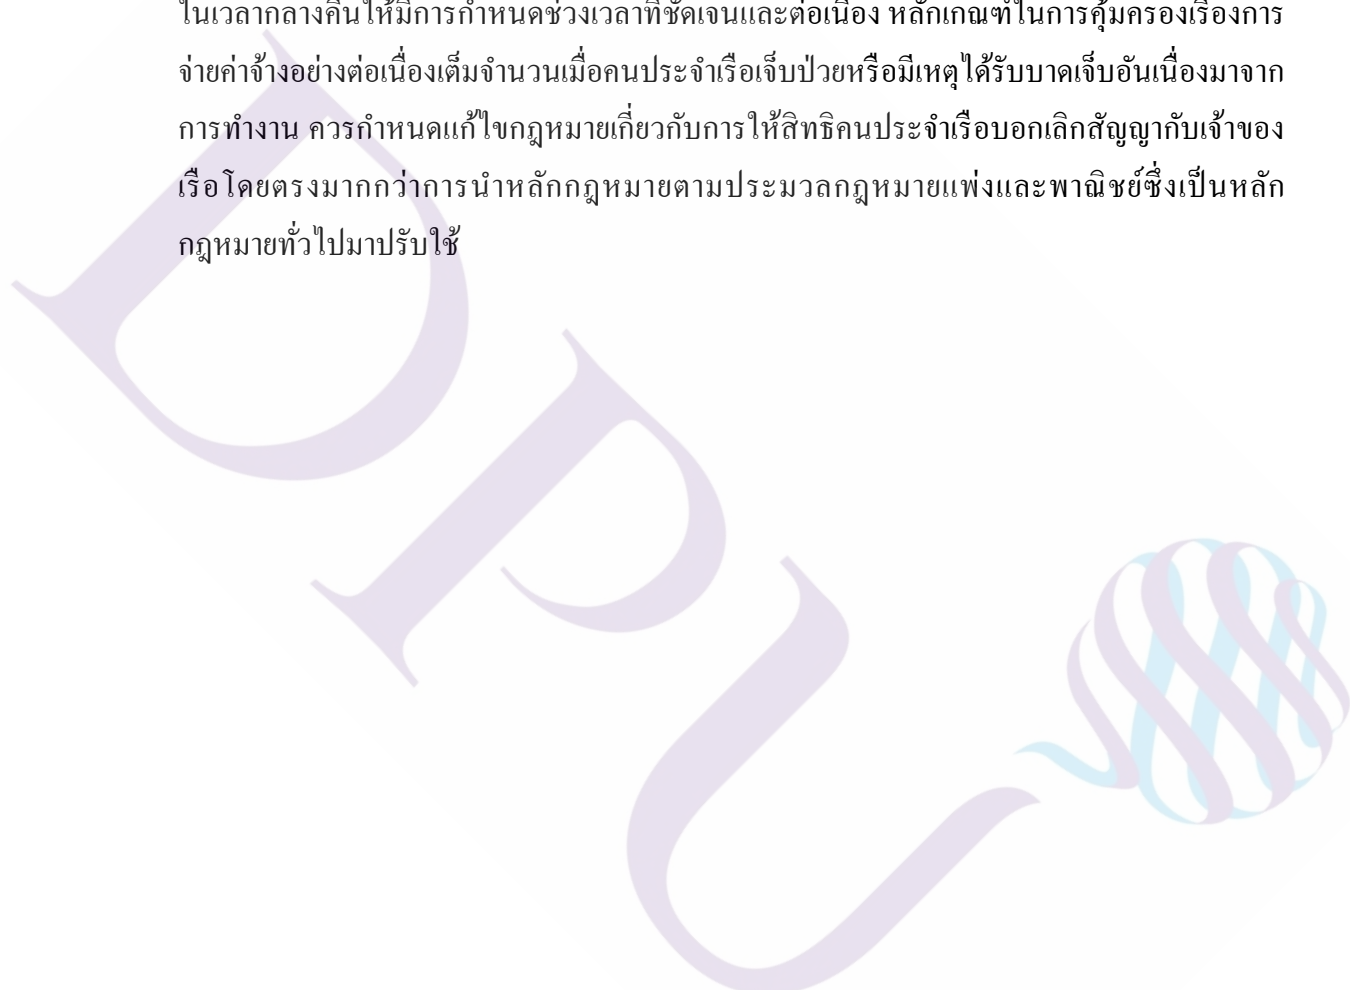 ในเวลากลางคืนให้มีการกำหนดช่วงเวลาที่ชัดเจนและต่อเนื่อง หลักเกณฑ์ในการคุ้มครองเรื่องการ
จ่ายค่าจ้างอย่างต่อเนื่องเต็มจำนวนเมื่อคนประจำเรือเจ็บป่วยหรือมีเหตุได้รับบาดเจ็บอันเนื่องมาจาก
การทำงาน ควรกำหนดแก้ไขกฎหมายเกี่ยวกับการให้สิทธิคนประจำเรือบอกเลิกสัญญากับเจ้าของ
เรือโดยตรงมากกว่าการนำหลักกฎหมายตามประมวลกฎหมายแพ่งและพาณิชย์ซึ่งเป็นหลัก
กฎหมายทั่วไปมาปรับใช้
DPU